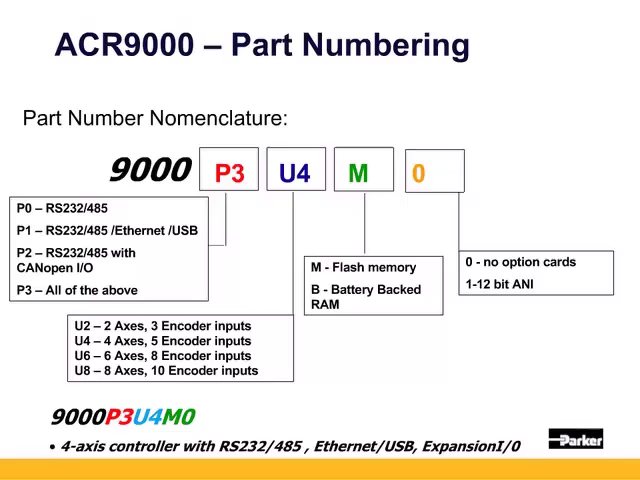 ACR9000 – Part Numbering
Part Number Nomenclature:
9000 P3 U4 M 0
P0 – RS232/485
P1 – RS232/485 /Ethernet /USB
P2 – RS232/485 with
CANopen I/O
P3 – All of the above
M - Flash memory
B - Battery Backed
RAM
0 - no option cards
1-12 bit ANI
U2 – 2 Axes, 3 Encoder inputs
U4 – 4 Axes, 5 Encoder inputs
U6 – 6 Axes, 8 Encoder inputs
U8 – 8 Axes, 10 Encoder inputs
9000P3U4M0
• 4-axis controller with RS232/485 , Ethernet/USB, ExpansionI/0
Parker